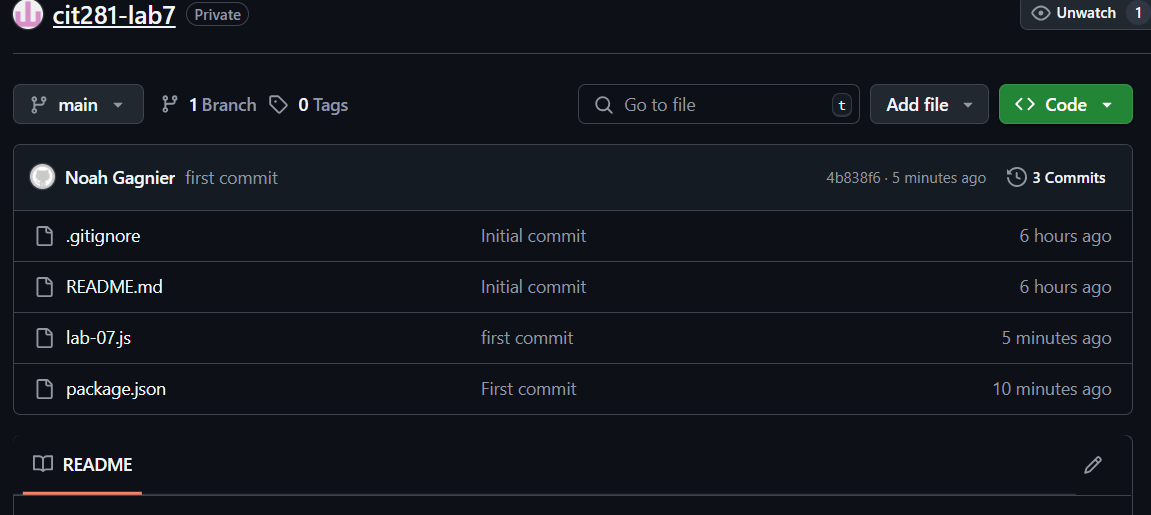 cit281-lab7 Private Unwatch 1
main 1 Branch 0 Tags Go to file t Add file Code
Noah Gagnier first commit 4b838f6 · 5 minutes ago 3 Commits
.gitignore Initial commit 6 hours ago
README.md Initial commit 6 hours ago
lab-07.js first commit 5 minutes ago
package.json First commit 10 minutes ago
README